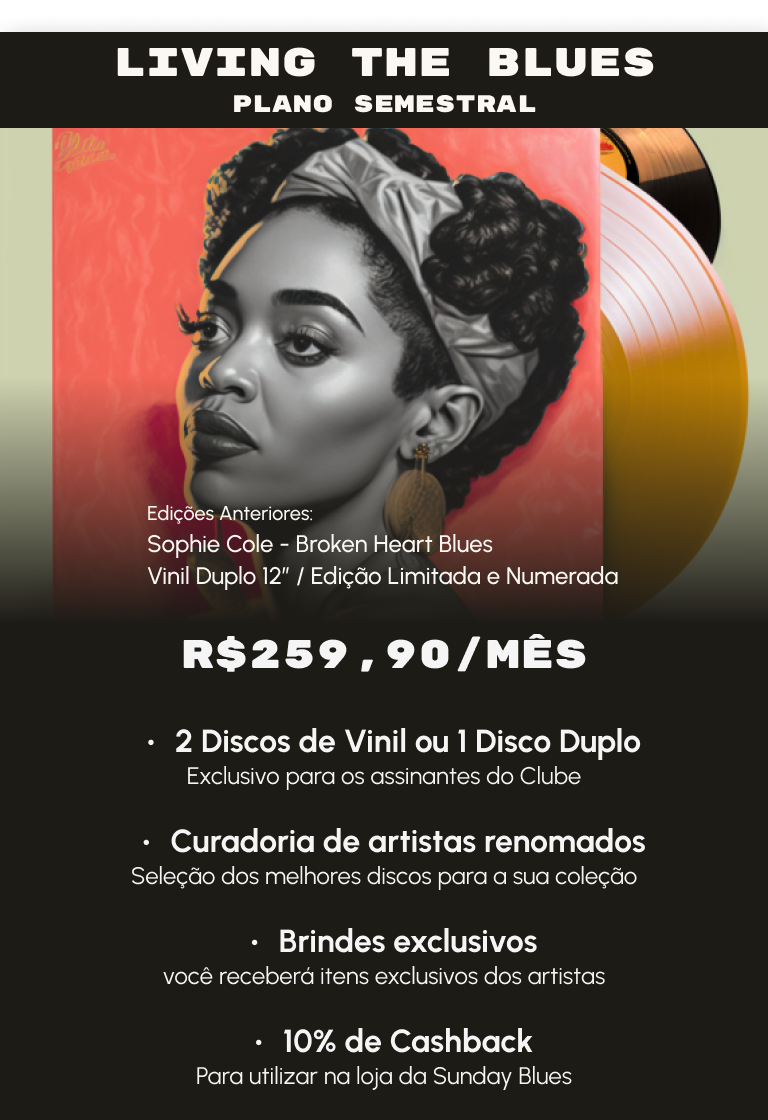 LIVING THE BLUES
PLANO SEMESTRAL
Edições Anteriores:
Sophie Cole - Broken Heart Blues
Vinil Duplo 12” / Edição Limitada e Numerada
R$259,90/MÊS
• 2 Discos de Vinil ou 1 Disco Duplo
Exclusivo para os assinantes do Clube
• Curadoria de artistas renomados
Seleção dos melhores discos para a sua coleção
• Brindes exclusivos
você receberá itens exclusivos dos artistas
• 10% de Cashback
Para utilizar na loja da Sunday Blues